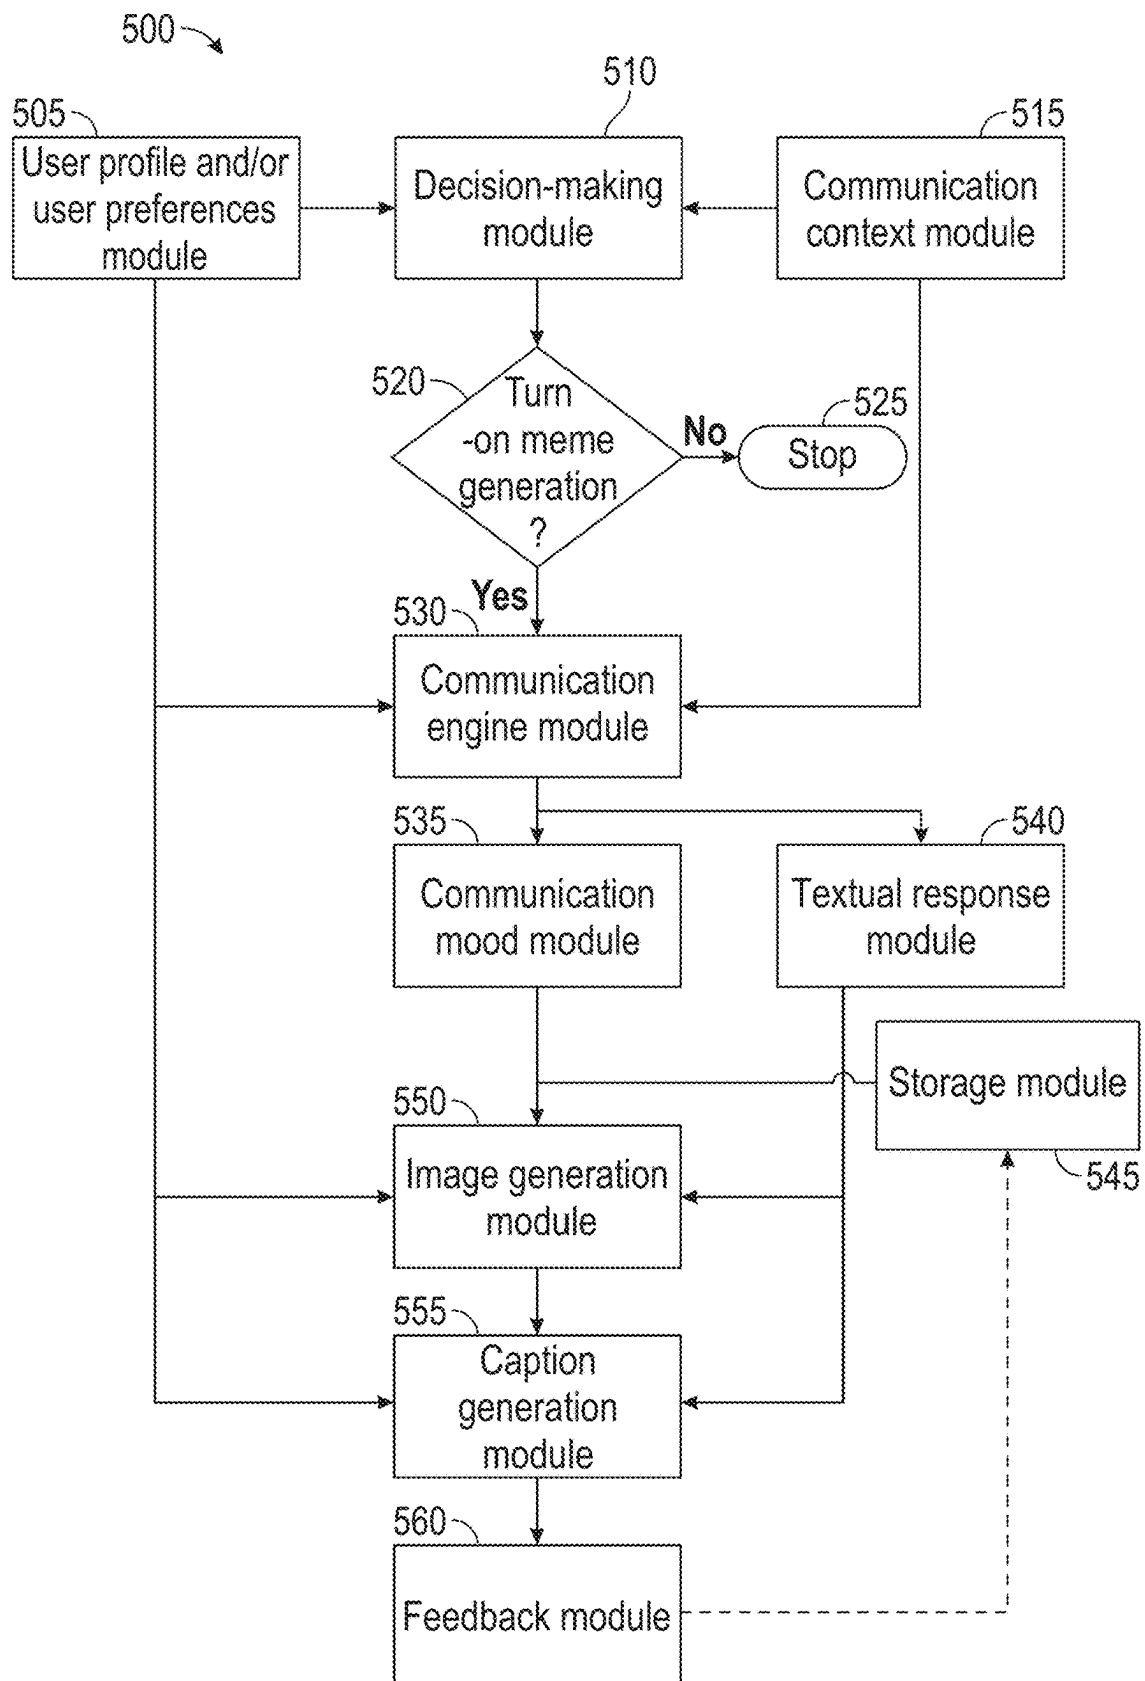 500
505
510
515
User profile and/or
user preferences
module
Decision-making
module
Communication
context module
520
Turn
-on meme
generation
?
No
525
Stop
Yes
530
Communication
engine module
535
Communication
mood module
540
Textual response
module
Storage module
545
550
Image generation
module
555
Caption
generation
module
560
Feedback module